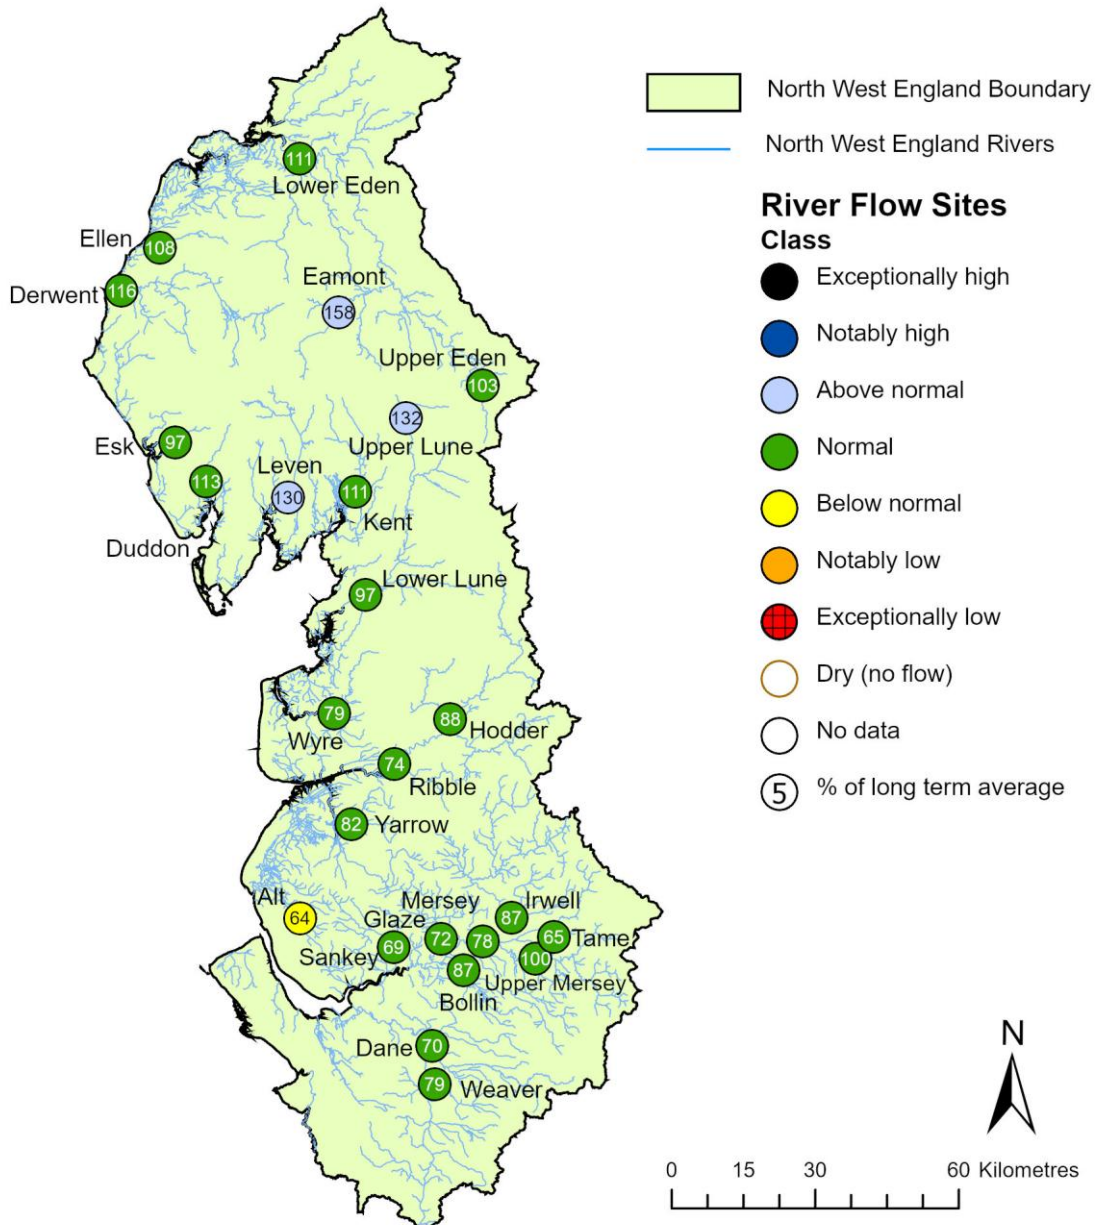 North West England Boundary
North West England Rivers
River Flow Sites
Class
Exceptionally high
Notably high
Above normal
Normal
Below normal
Notably low
Exceptionally low
Dry (no flow)
No data
5 % of long term average
111
Lower Eden
Ellen
108
Derwent
116
Eamont
158
Upper Eden
103
132
Upper Lune
Esk
97
113
Duddon
Leven
130
111
Kent
Lower Lune
97
79
Wyre
88
Hodder
74
Ribble
82
Yarrow
Alt
64
Glaze
Mersey
Irwell
87
65
Tame
Sankey
69
72
78
100
Upper Mersey
87
Bollin
Dane
70
79
Weaver
N
0 15 30 60 Kilometres